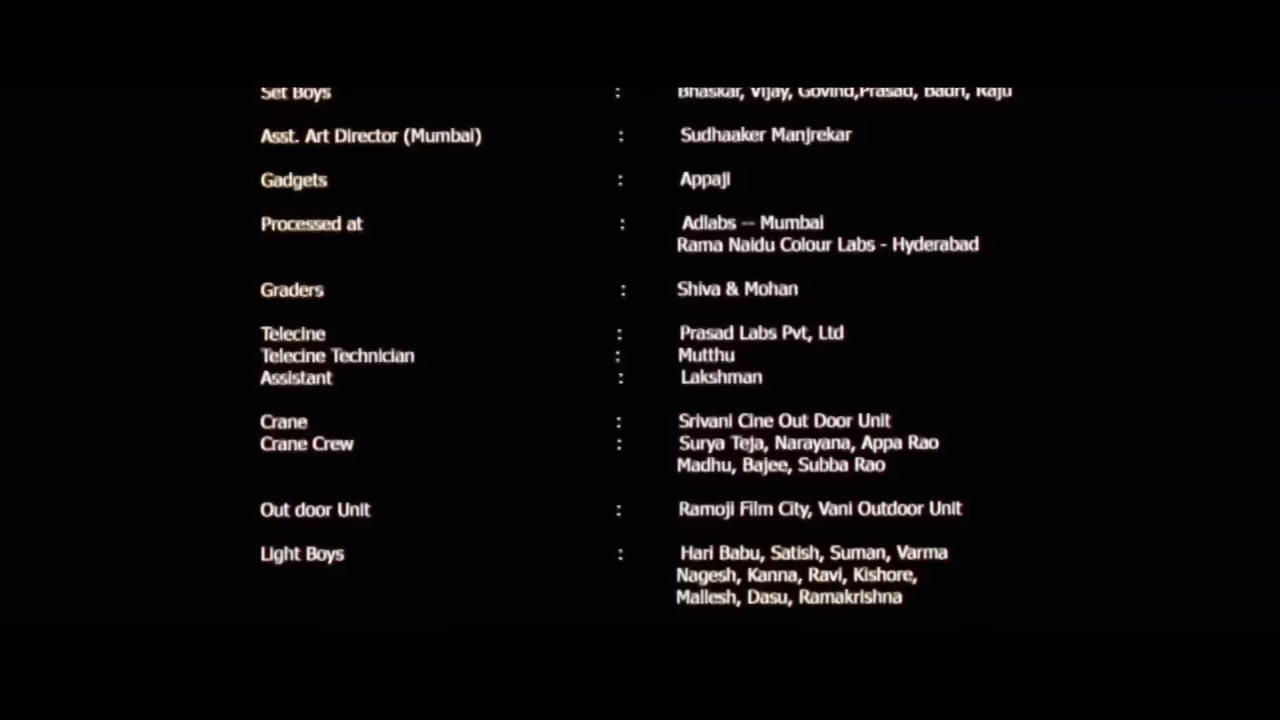 Set Boys : Bhaskar, Vijay, Govind,Prasad, Badri, Raju
Asst. Art Director (Mumbai) : Sudhaaker Manjrekar
Gadgets : Appaji
Processed at : Adlabs -- Mumbai
Rama Naidu Colour Labs - Hyderabad
Graders : Shiva & Mohan
Telecine : Prasad Labs Pvt, Ltd
Telecine Technician : Mutthu
Assistant : Lakshman
Crane : Srivani Cine Out Door Unit
Crane Crew : Surya Teja, Narayana, Appa Rao
Madhu, Bajee, Subba Rao
Out door Unit : Ramoji Film City, Vani Outdoor Unit
Light Boys : Hari Babu, Satish, Suman, Varma
Nagesh, Kanna, Ravi, Kishore,
Mallesh, Dasu, Ramakrishna